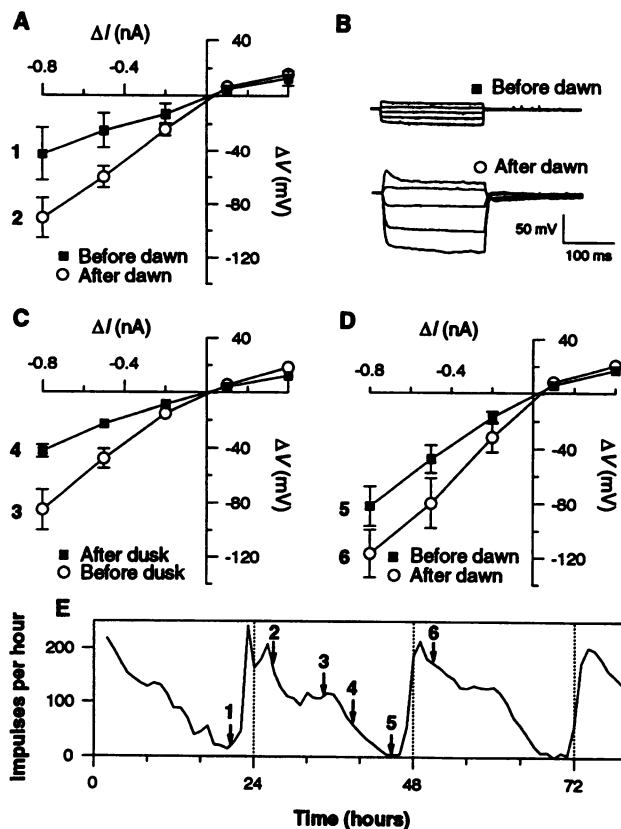 A
ΔI (nA)
-0.8
-0.4
40
-40
-80
-120
ΔV (mV)
1
2
Before dawn
After dawn
B
Before dawn
After dawn
50 mV
100 ms
C
ΔI (nA)
-0.8
-0.4
40
-40
-80
-120
ΔV (mV)
4
3
After dusk
Before dusk
D
ΔI (nA)
-0.8
-0.4
40
-40
-80
-120
ΔV (mV)
5
6
Before dawn
After dawn
E
Impulses per hour
200
100
0
1
2
3
4
5
6
0
24
48
72
Time (hours)